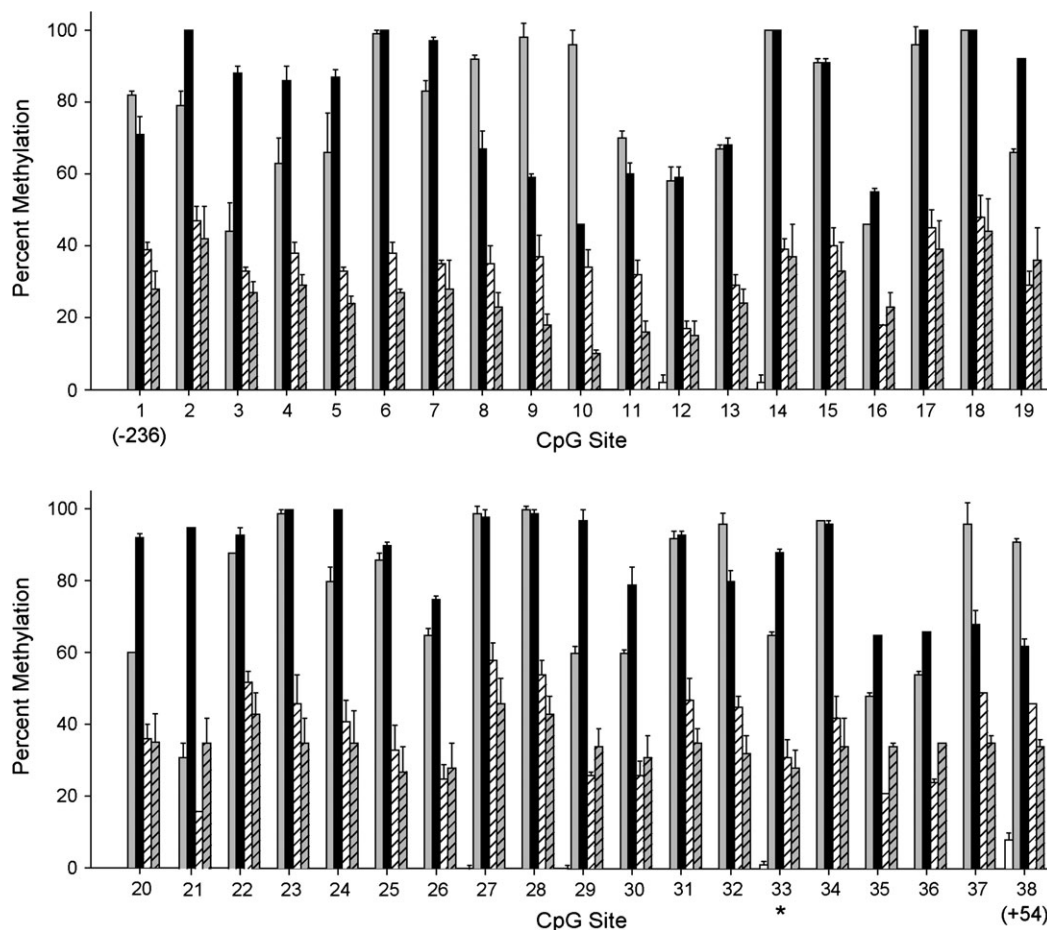 Percent Methylation
100
80
60
40
20
0
1 2 3 4 5 6 7 8 9 10 11 12 13 14 15 16 17 18 19
(-236)
CpG Site
Percent Methylation
100
80
60
40
20
0
20 21 22 23 24 25 26 27 28 29 30 31 32 33 34 35 36 37 38
* (+54)
CpG Site